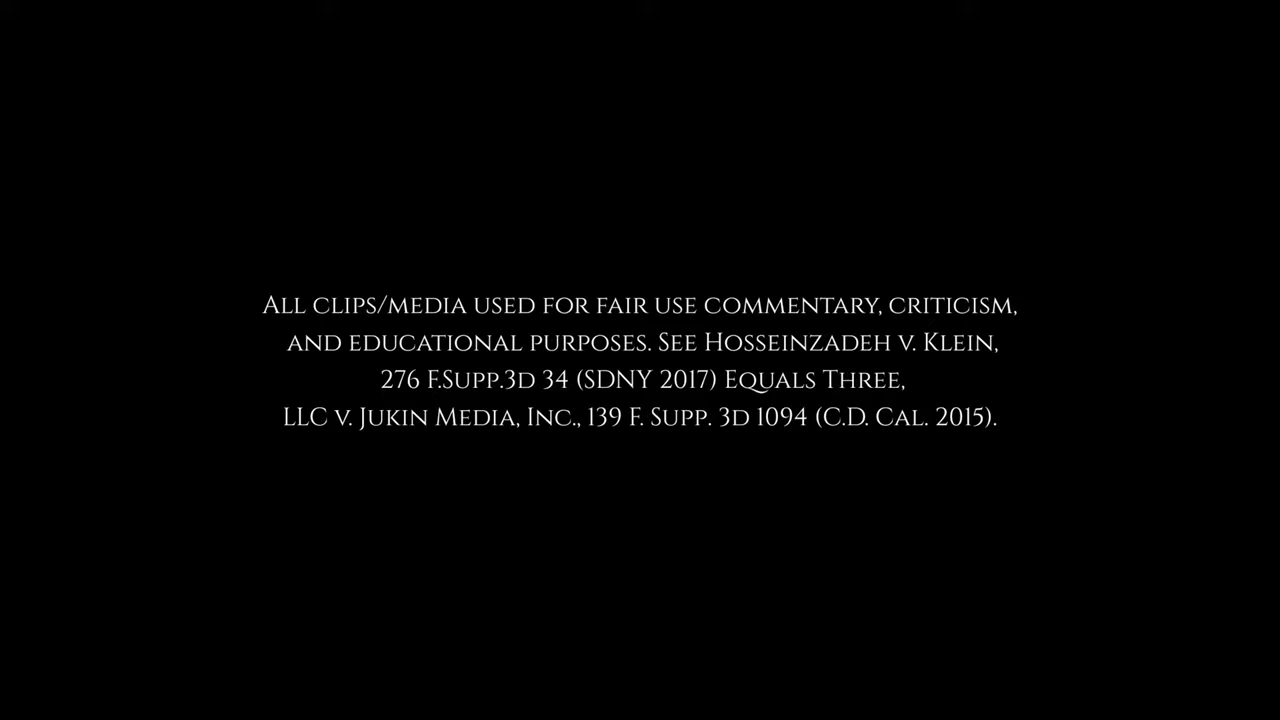 All clips/media used for fair use commentary, criticism,
and educational purposes. See Hosseinzadeh v. Klein,
276 F.Supp.3d 34 (SDNY 2017) Equals Three,
LLC v. Jukin Media, Inc., 139 F. Supp. 3d 1094 (C.D. Cal. 2015).